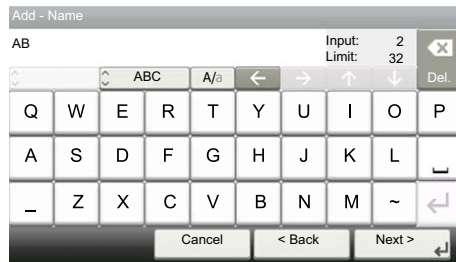 Add - Name
AB Input: 2
Limit: 32
ABC A/a ← → ↑ ↓ Del.
Q W E R T Y U I O P
A S D F G H J K L
_ Z X C V B N M ~
Cancel < Back Next >